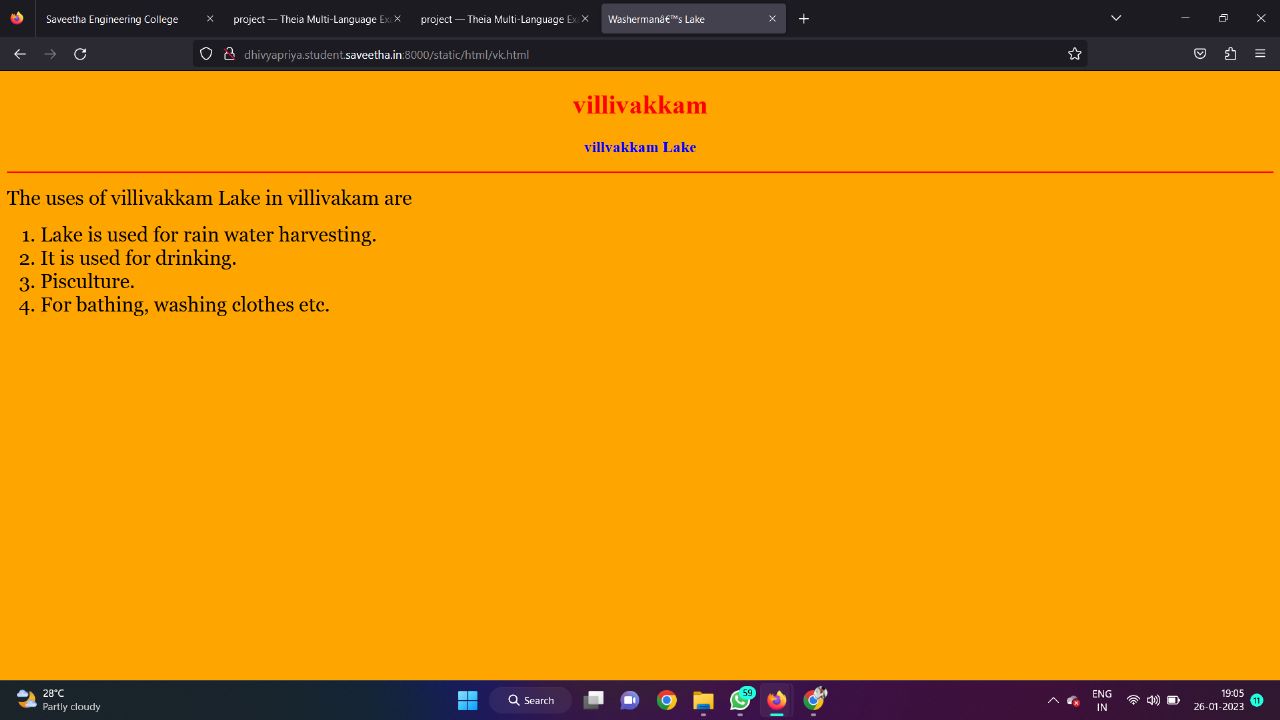 Saveetha Engineering College
project — Theia Multi-Language Ex
project — Theia Multi-Language Ex
Washermanâ€™s Lake
dhivyapriya.student.saveetha.in:8000/static/html/vk.html
villivakkam
villvakkam Lake
The uses of villivakkam Lake in villivakam are
1. Lake is used for rain water harvesting.
2. It is used for drinking.
3. Pisculture.
4. For bathing, washing clothes etc.
28°C
Partly cloudy
Search
59
ENG
IN
19:05
26-01-2023
11